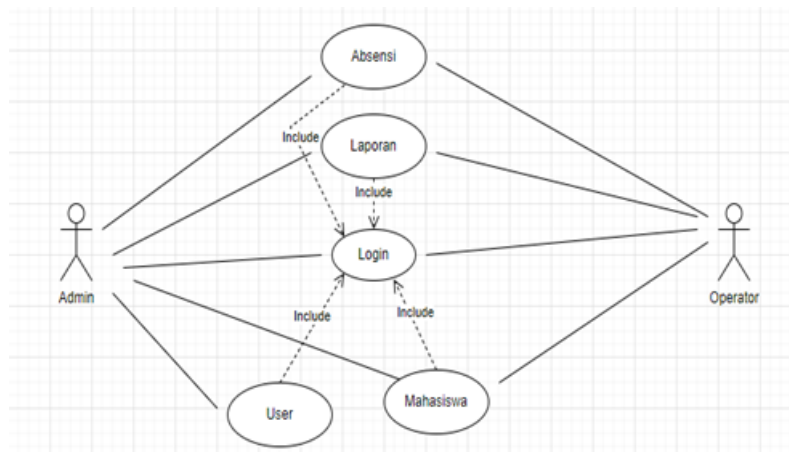 Absensi
Include
Laporan
Include
Login
Admin
Operator
Include
Include
User
Mahasiswa